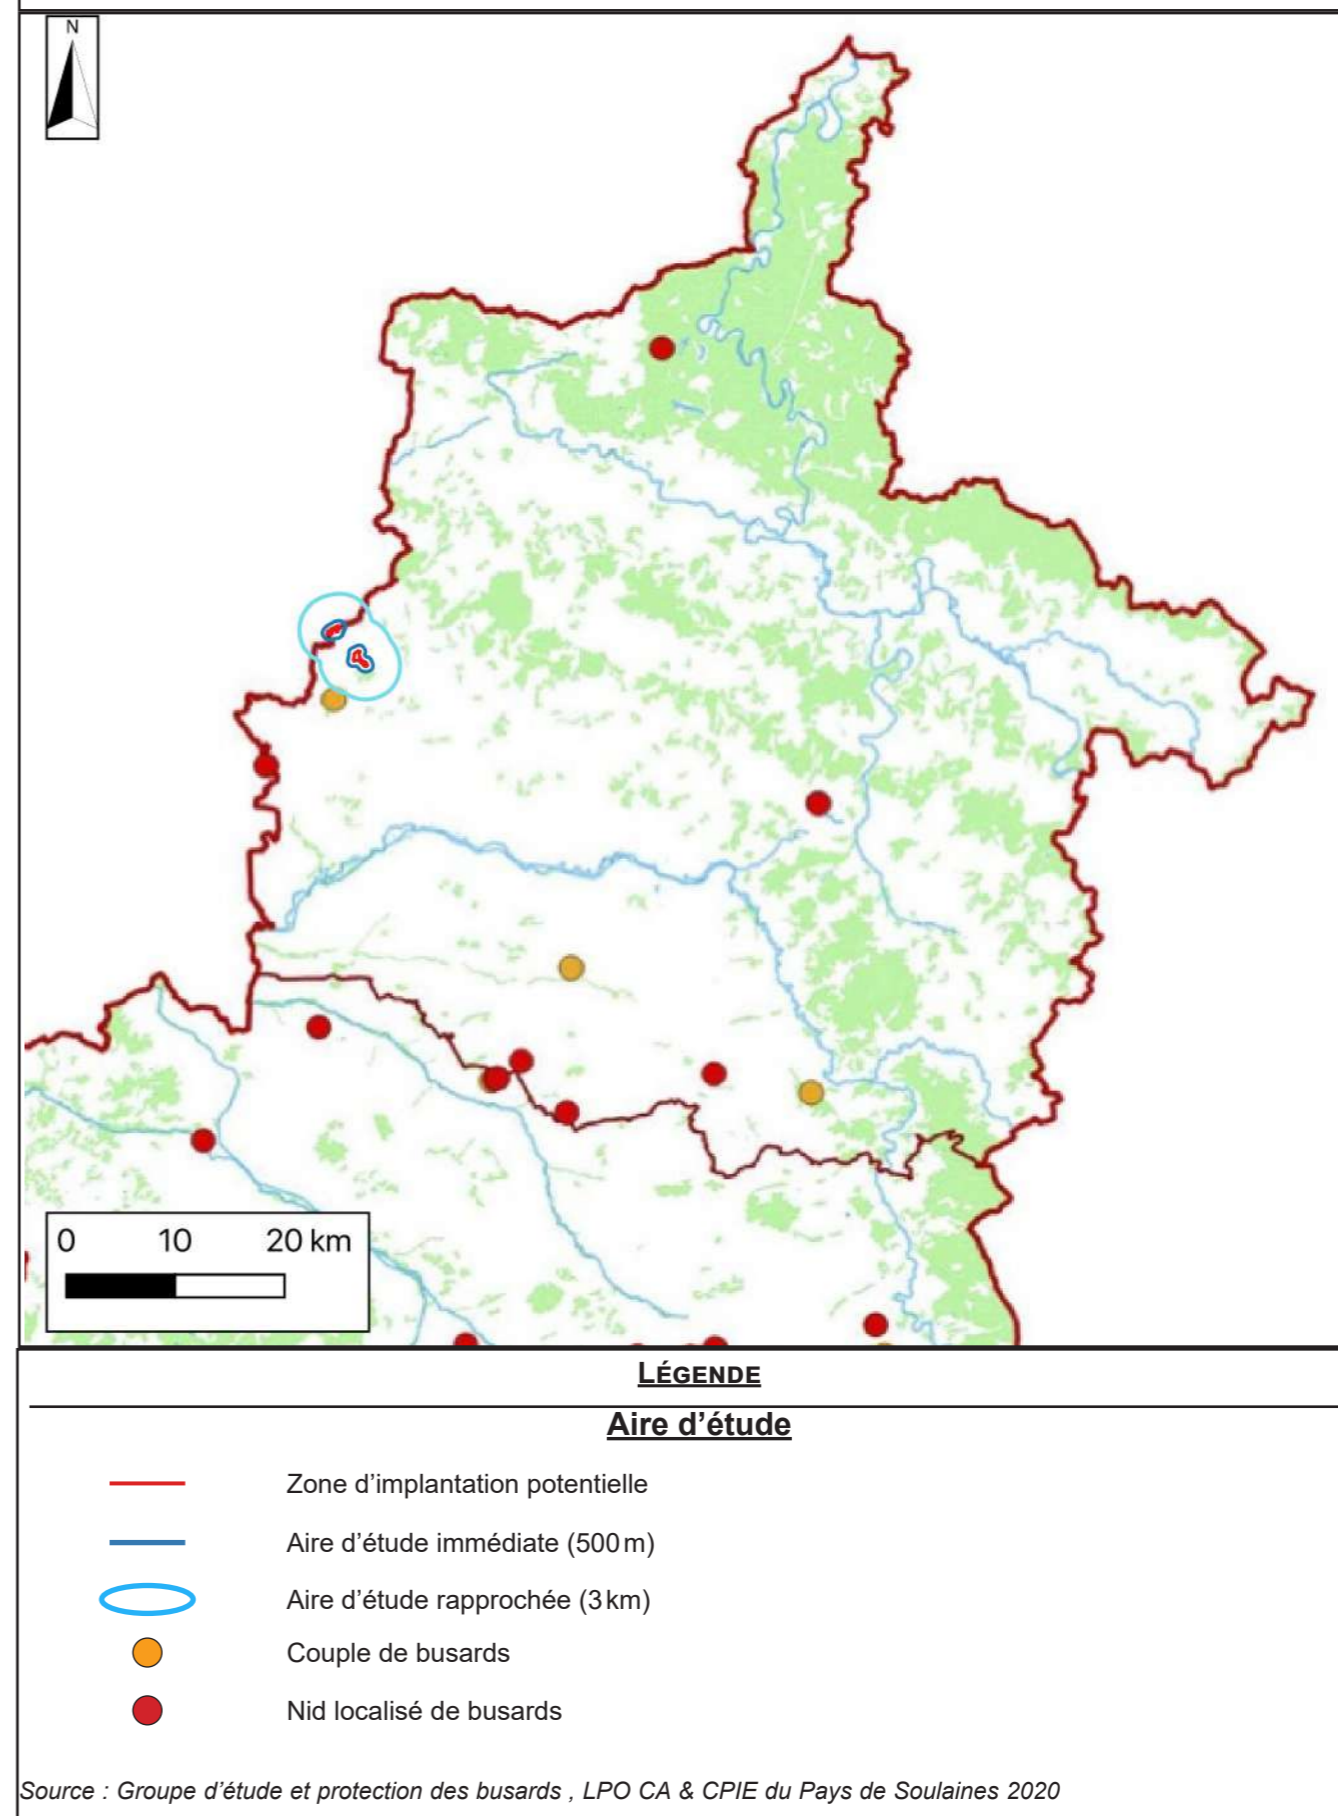 N
0 10 20 km
LÉGENDE
Aire d’étude
Zone d’implantation potentielle
Aire d’étude immédiate (500 m)
Aire d’étude rapprochée (3 km)
Couple de busards
Nid localisé de busards
Source : Groupe d’étude et protection des busards , LPO CA & CPIE du Pays de Soulaines 2020